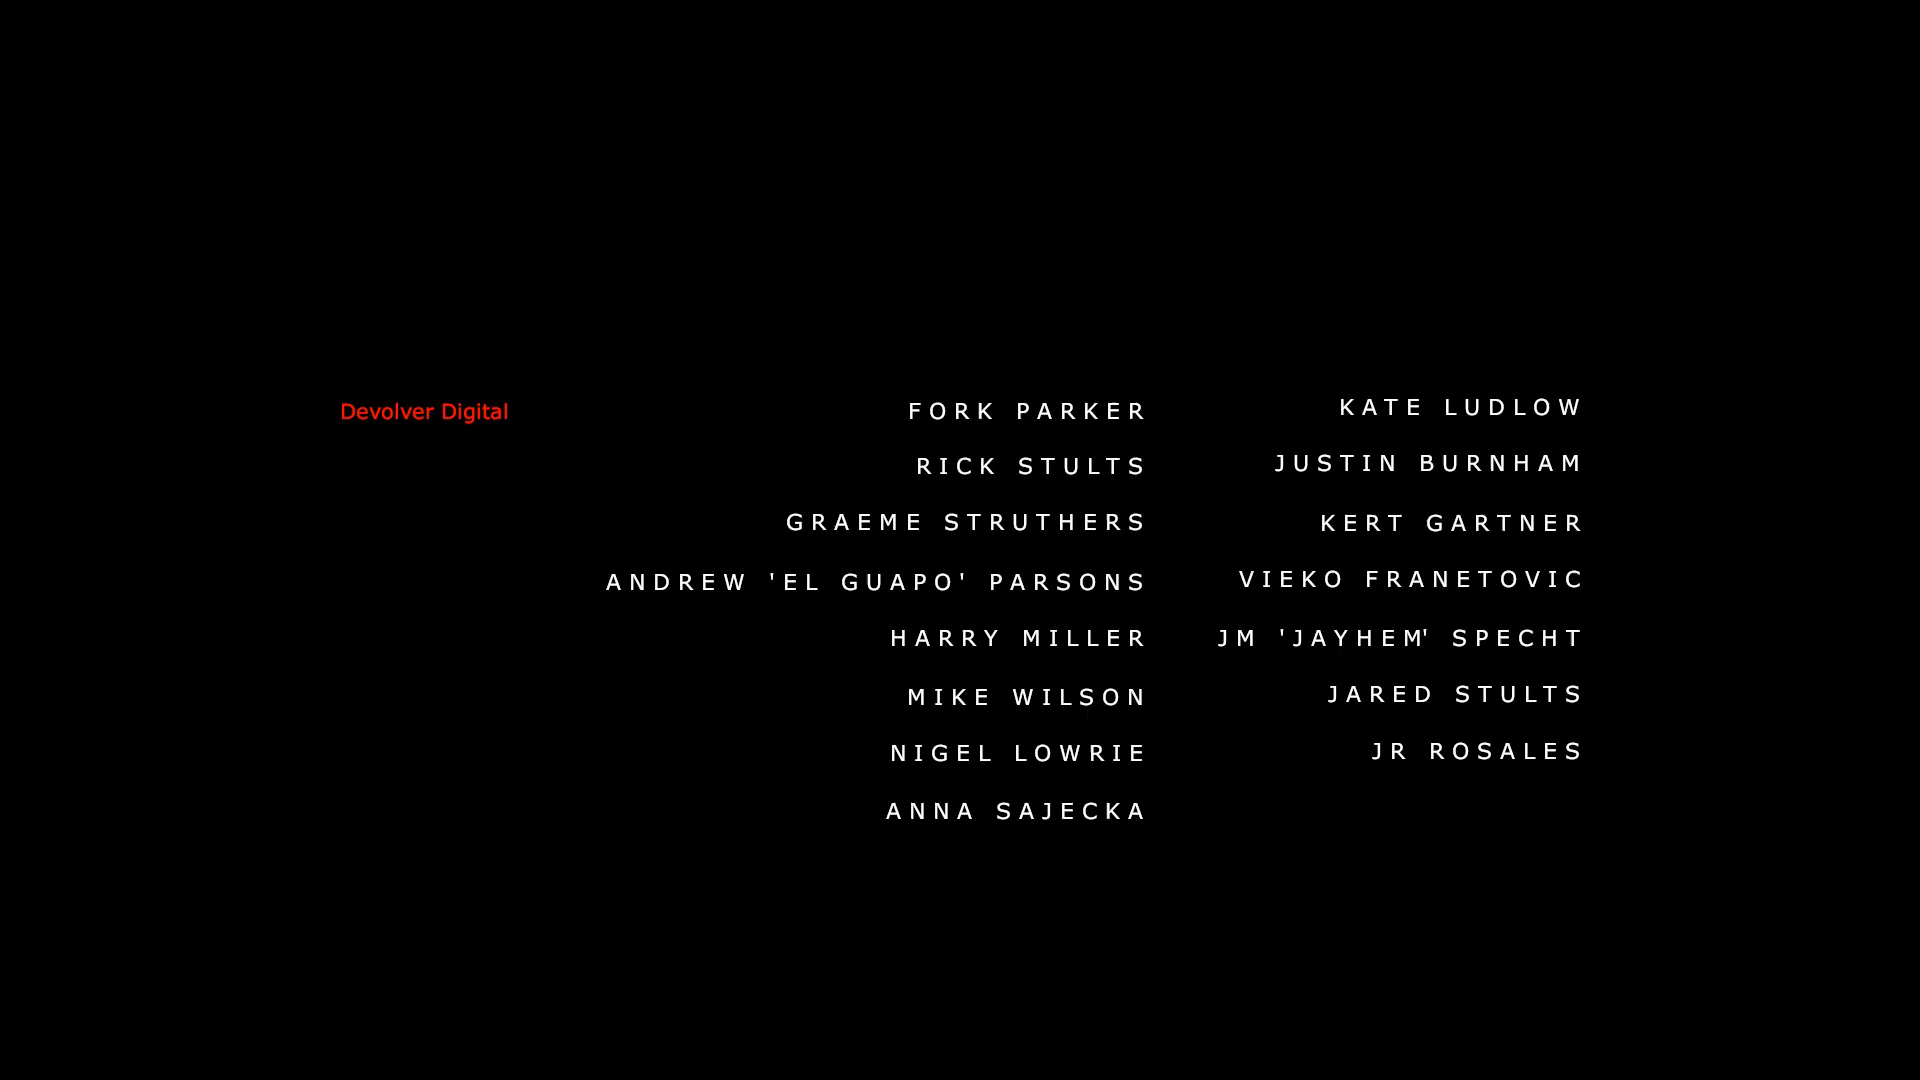 Devolver Digital
FORK PARKER
RICK STULTS
GRAEME STRUTHERS
ANDREW 'EL GUAPO' PARSONS
HARRY MILLER
MIKE WILSON
NIGEL LOWRIE
ANNA SAJECKA
KATE LUDLOW
JUSTIN BURNHAM
KERT GARTNER
VIEKO FRANETOVIC
JM 'JAYHEM' SPECHT
JARED STULTS
JR ROSALES